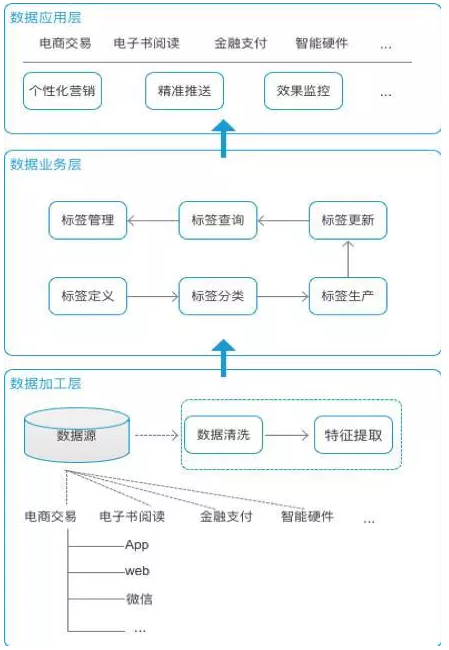 数据应用层
电商交易 电子书阅读 金融支付 智能硬件 ...
个性化营销 精准推送 效果监控 ...
数据业务层
标签管理 标签查询 标签更新
标签定义 标签分类 标签生产
数据加工层
数据源 数据清洗 特征提取
电商交易 电子书阅读 金融支付 智能硬件 ...
App
web
微信
...